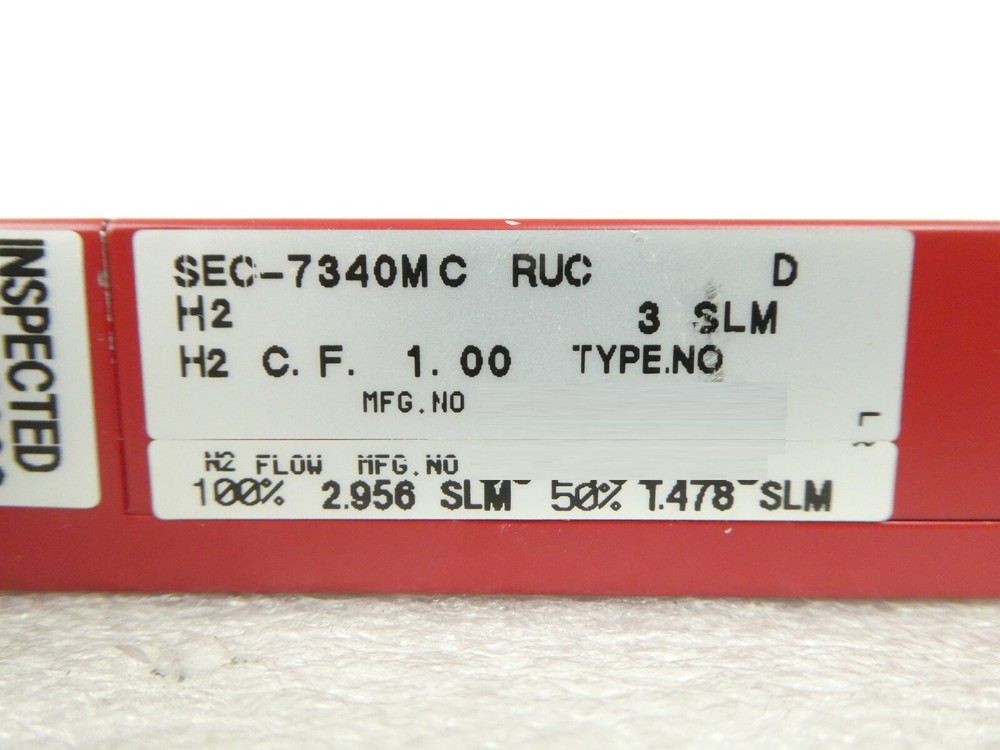 INSPECTED
SEC-7340MC RUC D
H2 3 SLM
H2 C.F. 1.00 TYPE.NO
MFG.NO
N2 FLOW MFG.NO
100% 2.956 SLM 50% 1.478 SLM